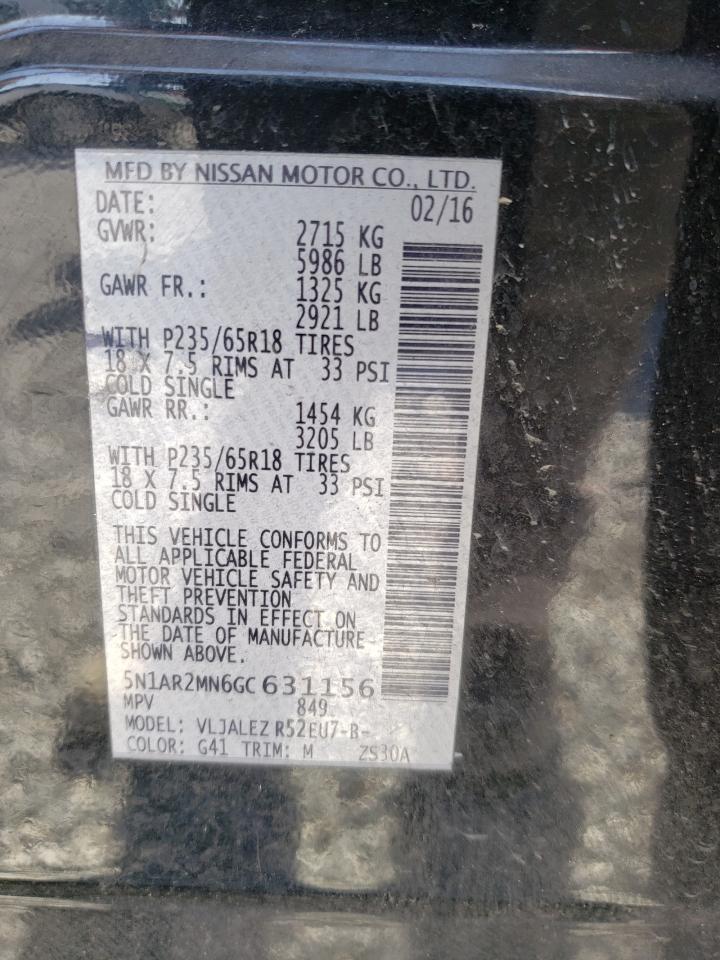 MFD BY NISSAN MOTOR CO., LTD.
DATE: 02/16
GVWR: 2715 KG
5986 LB
GAWR FR.: 1325 KG
2921 LB
WITH P235/65R18 TIRES
18 X 7.5 RIMS AT 33 PSI
COLD SINGLE
GAWR RR.: 1454 KG
3205 LB
WITH P235/65R18 TIRES
18 X 7.5 RIMS AT 33 PSI
COLD SINGLE
THIS VEHICLE CONFORMS TO
ALL APPLICABLE FEDERAL
MOTOR VEHICLE SAFETY AND
THEFT PREVENTION
STANDARDS IN EFFECT ON
THE DATE OF MANUFACTURE
SHOWN ABOVE.
5N1AR2MN6GC 631156
MPV 849
MODEL: VLJALEZ R52EU7-B-
COLOR: G41 TRIM: M ZS30A